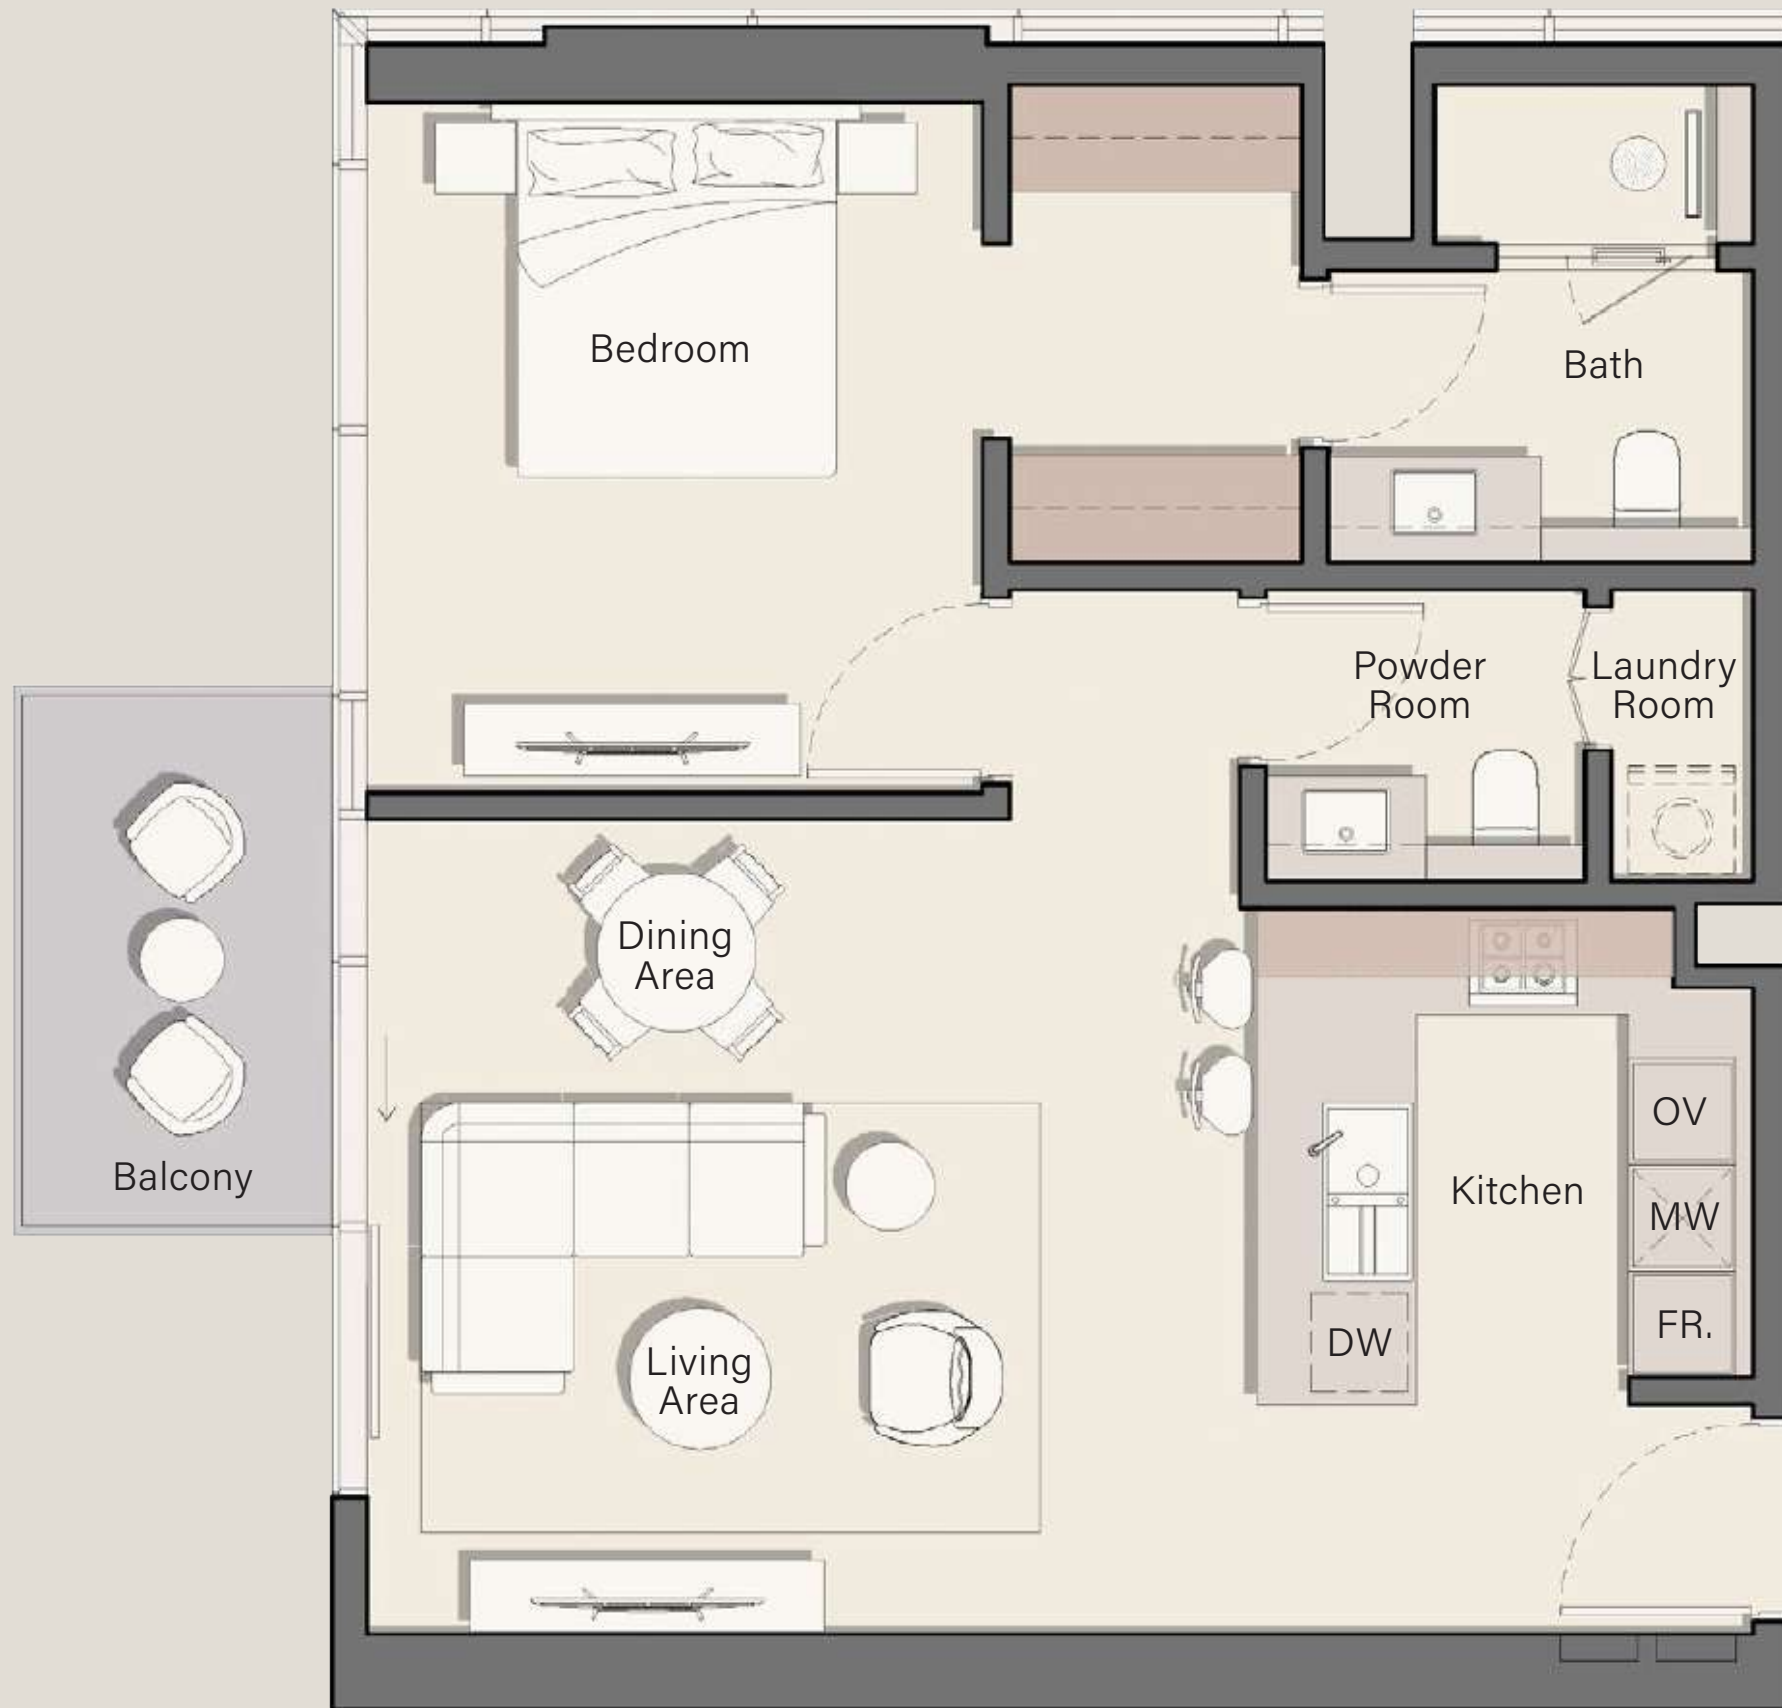 Bedroom
Bath
Powder
Room
Laundry
Room
Dining
Area
Balcony
OV
Kitchen
MW
FR.
DW
Living
Area